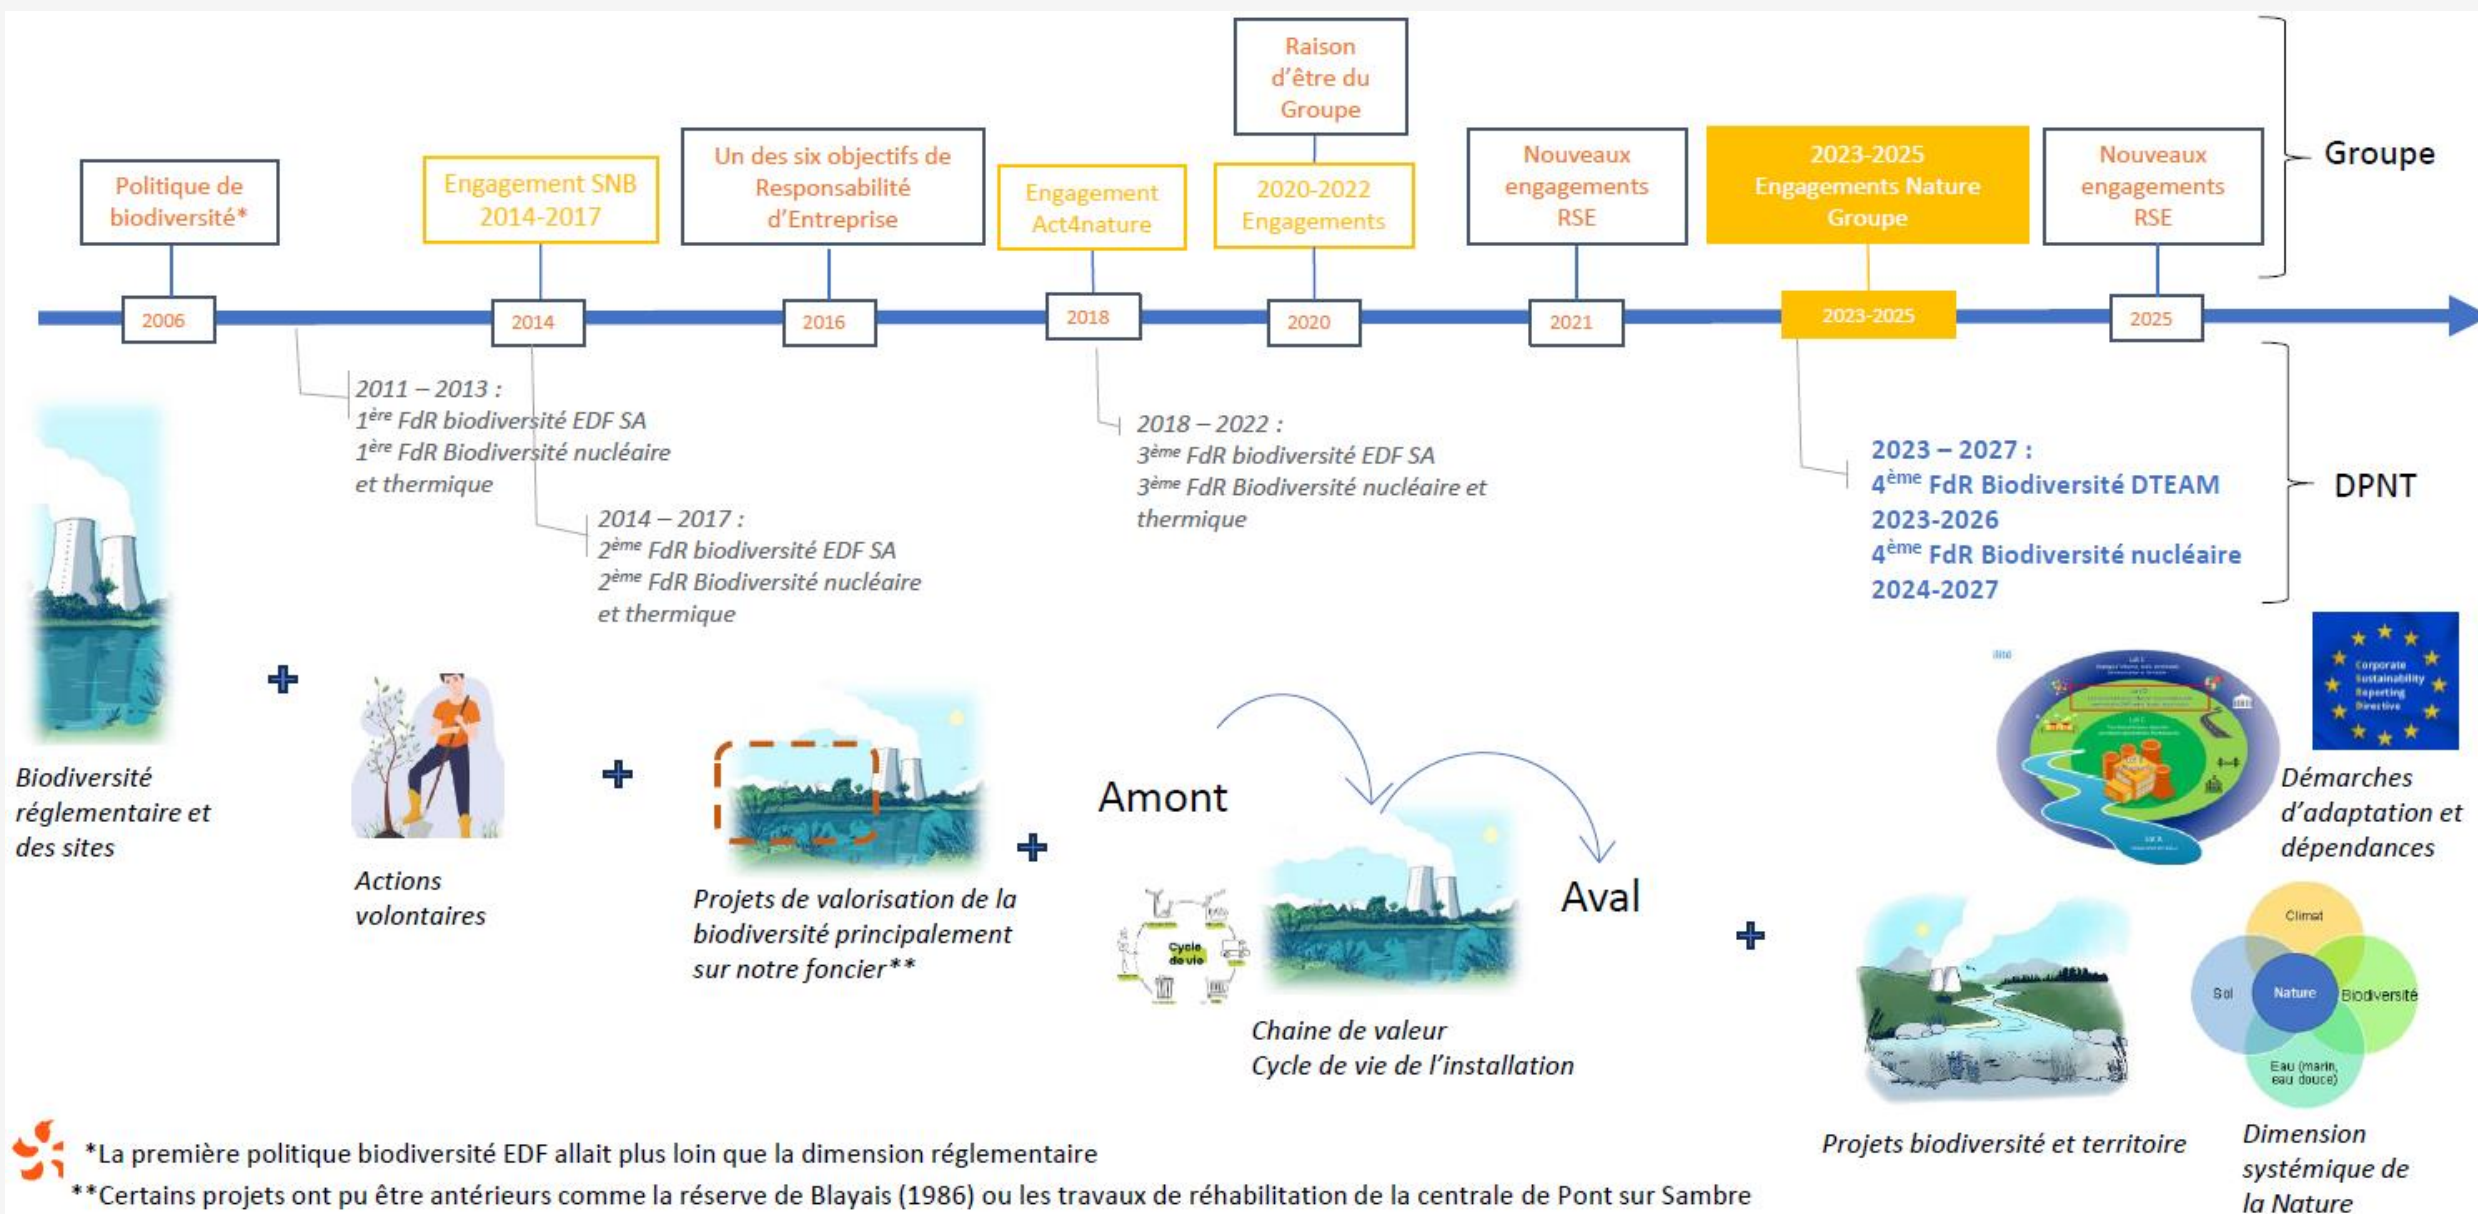 Raison
d'être du
Groupe
Politique de
biodiversité*
Engagement SNB
2014-2017
Un des six objectifs de
Responsabilité
d'Entreprise
Engagement
Act4nature
2020-2022
Engagements
Nouveaux
engagements
RSE
2023-2025
Engagements Nature
Groupe
Nouveaux
engagements
RSE
Groupe
2006
2014
2016
2018
2020
2021
2023-2025
2025
2011 – 2013 :
1ère FdR biodiversité EDF SA
1ère FdR Biodiversité nucléaire
et thermique
2014 – 2017 :
2ème FdR biodiversité EDF SA
2ème FdR Biodiversité nucléaire
et thermique
2018 – 2022 :
3ème FdR biodiversité EDF SA
3ème FdR Biodiversité nucléaire et
thermique
2023 – 2027 :
4ème FdR Biodiversité DTEAM
2023-2026
4ème FdR Biodiversité nucléaire
2024-2027
DPNT
Biodiversité
réglementaire et
des sites
Actions
volontaires
Projets de valorisation de la
biodiversité principalement
sur notre foncier**
Amont
Aval
Cycle
de vie
Chaine de valeur
Cycle de vie de l'installation
ilité
Corporate
Sustainability
Reporting
Directive
Démarches
d'adaptation et
dépendances
Projets biodiversité et territoire
Climat
Sol
Nature
Biodiversité
Eau (marin,
eau douce)
Dimension
systémique de
la Nature
*La première politique biodiversité EDF allait plus loin que la dimension réglementaire
**Certains projets ont pu être antérieurs comme la réserve de Blayais (1986) ou les travaux de réhabilitation de la centrale de Pont sur Sambre